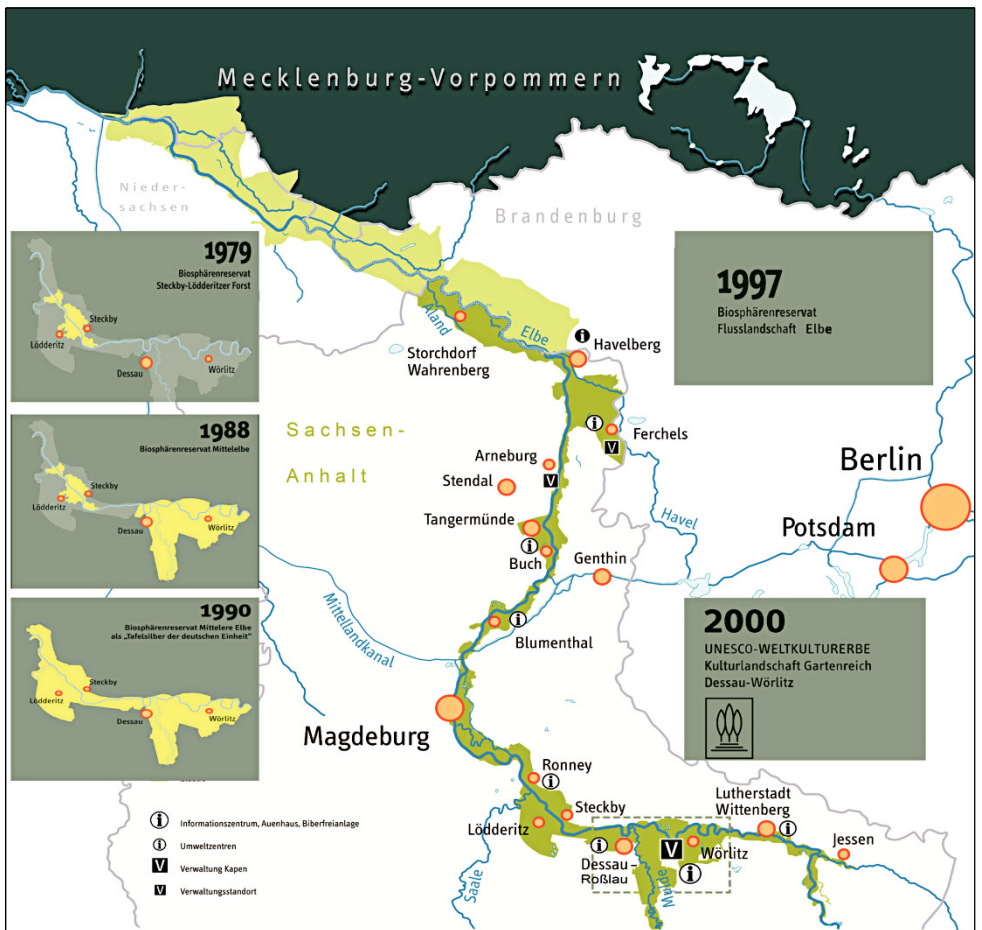 Mecklenburg-Vorpommern
Nieder-
sachsen
Brandenburg
1979
Biosphärenreservat
Steckby-Lödderitzer Forst
Steckby
Lödderitz
Dessau
Wörlitz
1997
Biosphärenreservat
Flusslandschaft Elbe
Aland
Elbe
Havelberg
Storchdorf
Wahrenberg
1988
Biosphärenreservat Mittelelbe
Steckby
Lödderitz
Dessau
Wörlitz
Sachsen-
Anhalt
Ferchels
V
Arneburg
V
Stendal
Berlin
Tangermünde
Havel
Potsdam
Buch
Genthin
1990
Biosphärenreservat Mittlere Elbe
als „Tafelsilber der deutschen Einheit"
Steckby
Lödderitz
Dessau
Wörlitz
Mittellandkanal
Blumenthal
2000
UNESCO-WELTKULTURERBE
Kulturlandschaft Gartenreich
Dessau-Wörlitz
Magdeburg
Ronney
Steckby
Lödderitz
Saale
Lutherstadt
Wittenberg
Jessen
Dessau-
Roßlau
V
Wörlitz
Mulde
i Informationszentrum, Auenhaus, Biberfreianlage
i Umweltzentren
V Verwaltung Kapen
V Verwaltungsstandort